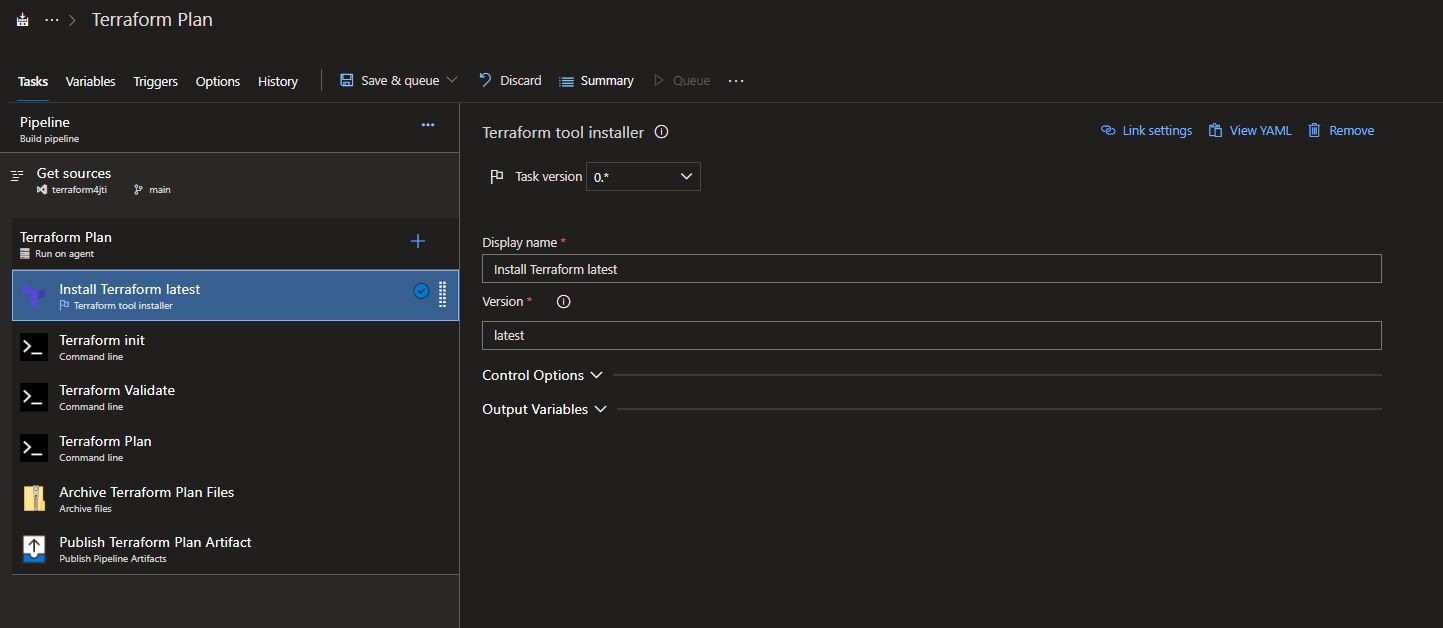 ··· > Terraform Plan
Tasks Variables Triggers Options History Save & queue Discard Summary Queue ···
Pipeline ···
Build pipeline
Get sources
terraform4jti main
Terraform Plan
Run on agent
Install Terraform latest
Terraform tool installer
Terraform init
Command line
Terraform Validate
Command line
Terraform Plan
Command line
Archive Terraform Plan Files
Archive files
Publish Terraform Plan Artifact
Publish Pipeline Artifacts
Terraform tool installer
Link settings View YAML Remove
Task version 0.*
Display name *
Install Terraform latest
Version *
latest
Control Options
Output Variables